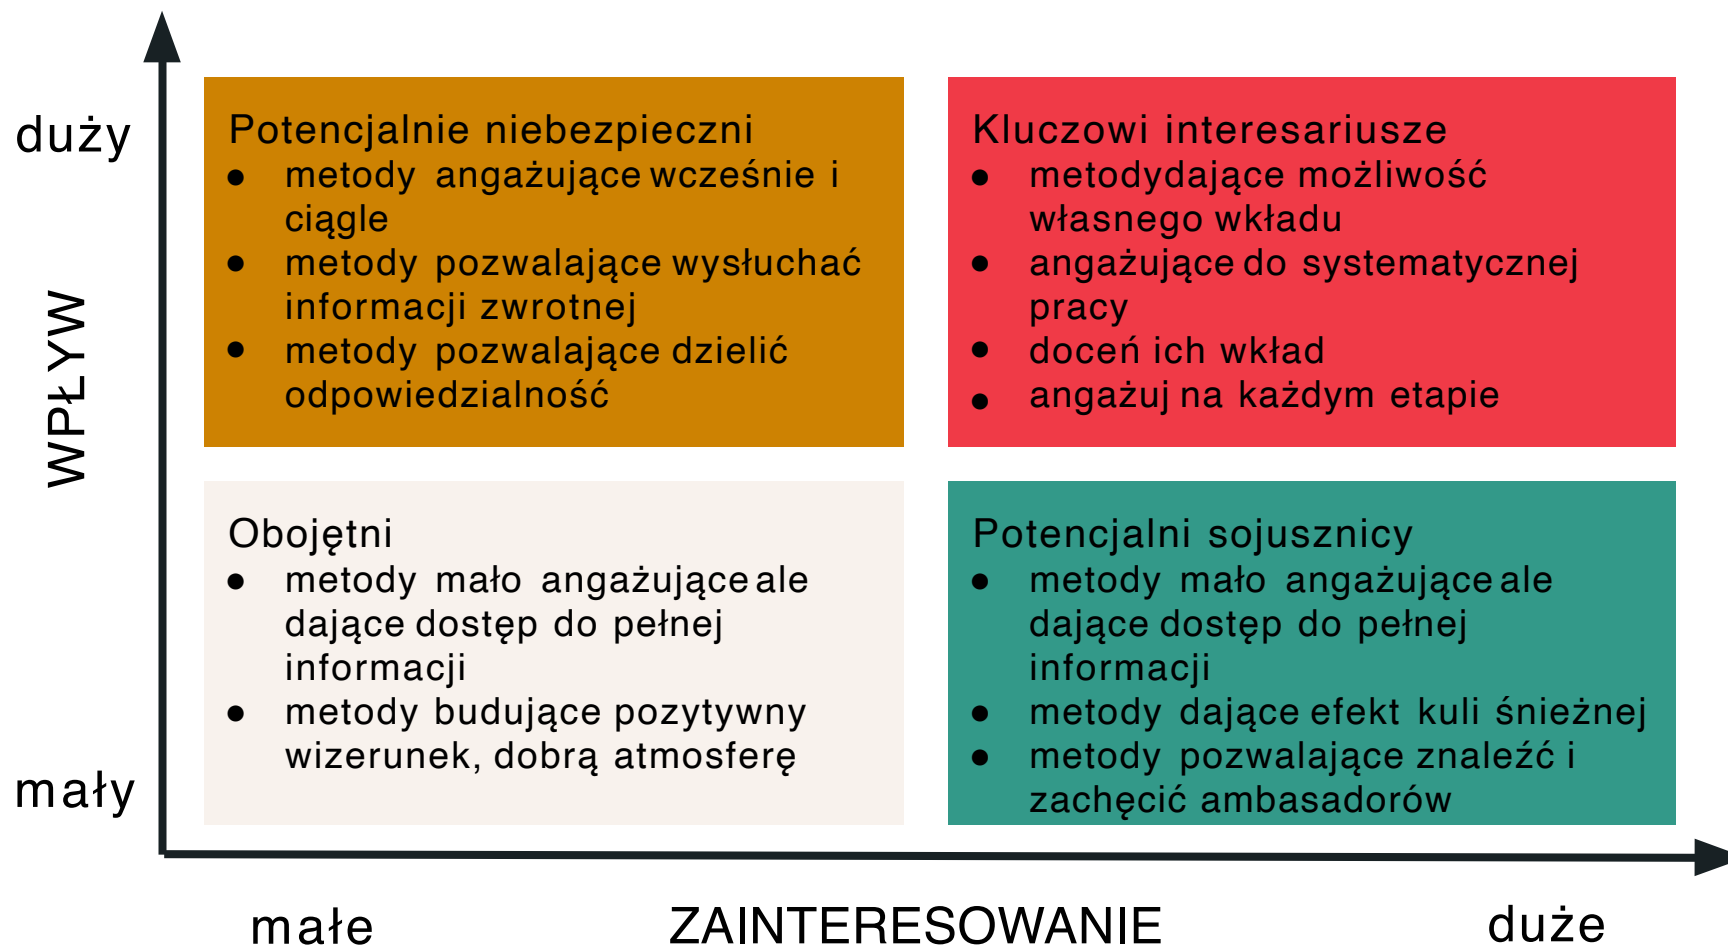 duży
WPŁYW
mały
Potencjalnie niebezpieczni
● metody angażujące wcześnie i
ciągle
● metody pozwalające wysłuchać
informacji zwrotnej
● metody pozwalające dzielić
odpowiedzialność
Kluczowi interesariusze
● metodydające możliwość
własnego wkładu
● angażujące do systematycznej
pracy
● doceń ich wkład
● angażuj na każdym etapie
Obojętni
● metody mało angażujące ale
dające dostęp do pełnej
informacji
● metody budujące pozytywny
wizerunek, dobrą atmosferę
Potencjalni sojusznicy
● metody mało angażujące ale
dające dostęp do pełnej
informacji
● metody dające efekt kuli śnieżnej
● metody pozwalające znaleźć i
zachęcić ambasadorów
małe
ZAINTERESOWANIE
duże